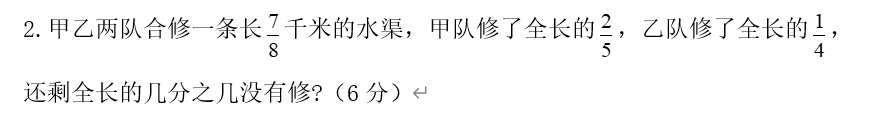 2.甲乙两队合修一条长7/8千米的水渠，甲队修了全长的2/5，乙队修了全长的1/4，
还剩全长的几分之几没有修?（6分）↵